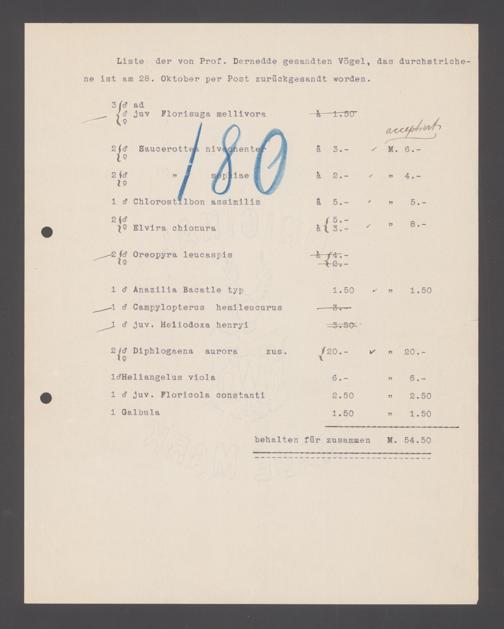 Liste der von Prof. Dernedde gesandten Vögel, das durchstriche-
ne ist am 28. Oktober per Post zurückgesandt worden.
3 ♂ ad
♂ juv Florisuga mellivora à 1.50
♀
acceptirt
2 ♂ Saucerottea niveoventer à 3.- ✓ M. 6.-
♀
180
2 ♂ " sophiae à 2.- ✓ " 4.-
♀
1 ♂ Chlorostilbon assimilis à 5.- ✓ " 5.-
2 ♂ 5.-
♀ Elvira chionura à 3.- ✓ " 8.-
2 ♂ Oreopyra leucaspis à 4.-
♀ 2.-
1 ♂ Amazilia Bacatle typ 1.50 ✓ " 1.50
1 ♂ Campylopterus hemileucurus 3.-
1 ♂ juv. Heliodoxa henryi 3.50
2 ♂ Diphlogaena aurora zus. 20.- ✓ " 20.-
♀
1 ♂ Heliangelus viola 6.- " 6.-
1 ♂ juv. Floricola constanti 2.50 " 2.50
1 Galbula 1.50 " 1.50
behalten für zusammen M. 54.50